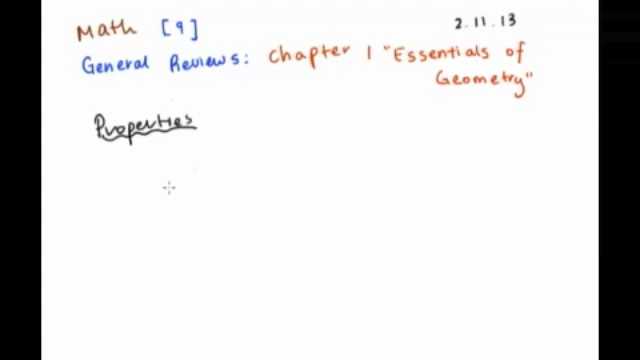 Math [9]
2.11.13
General Reviews: Chapter 1 "Essentials of
Geometry"
Properties